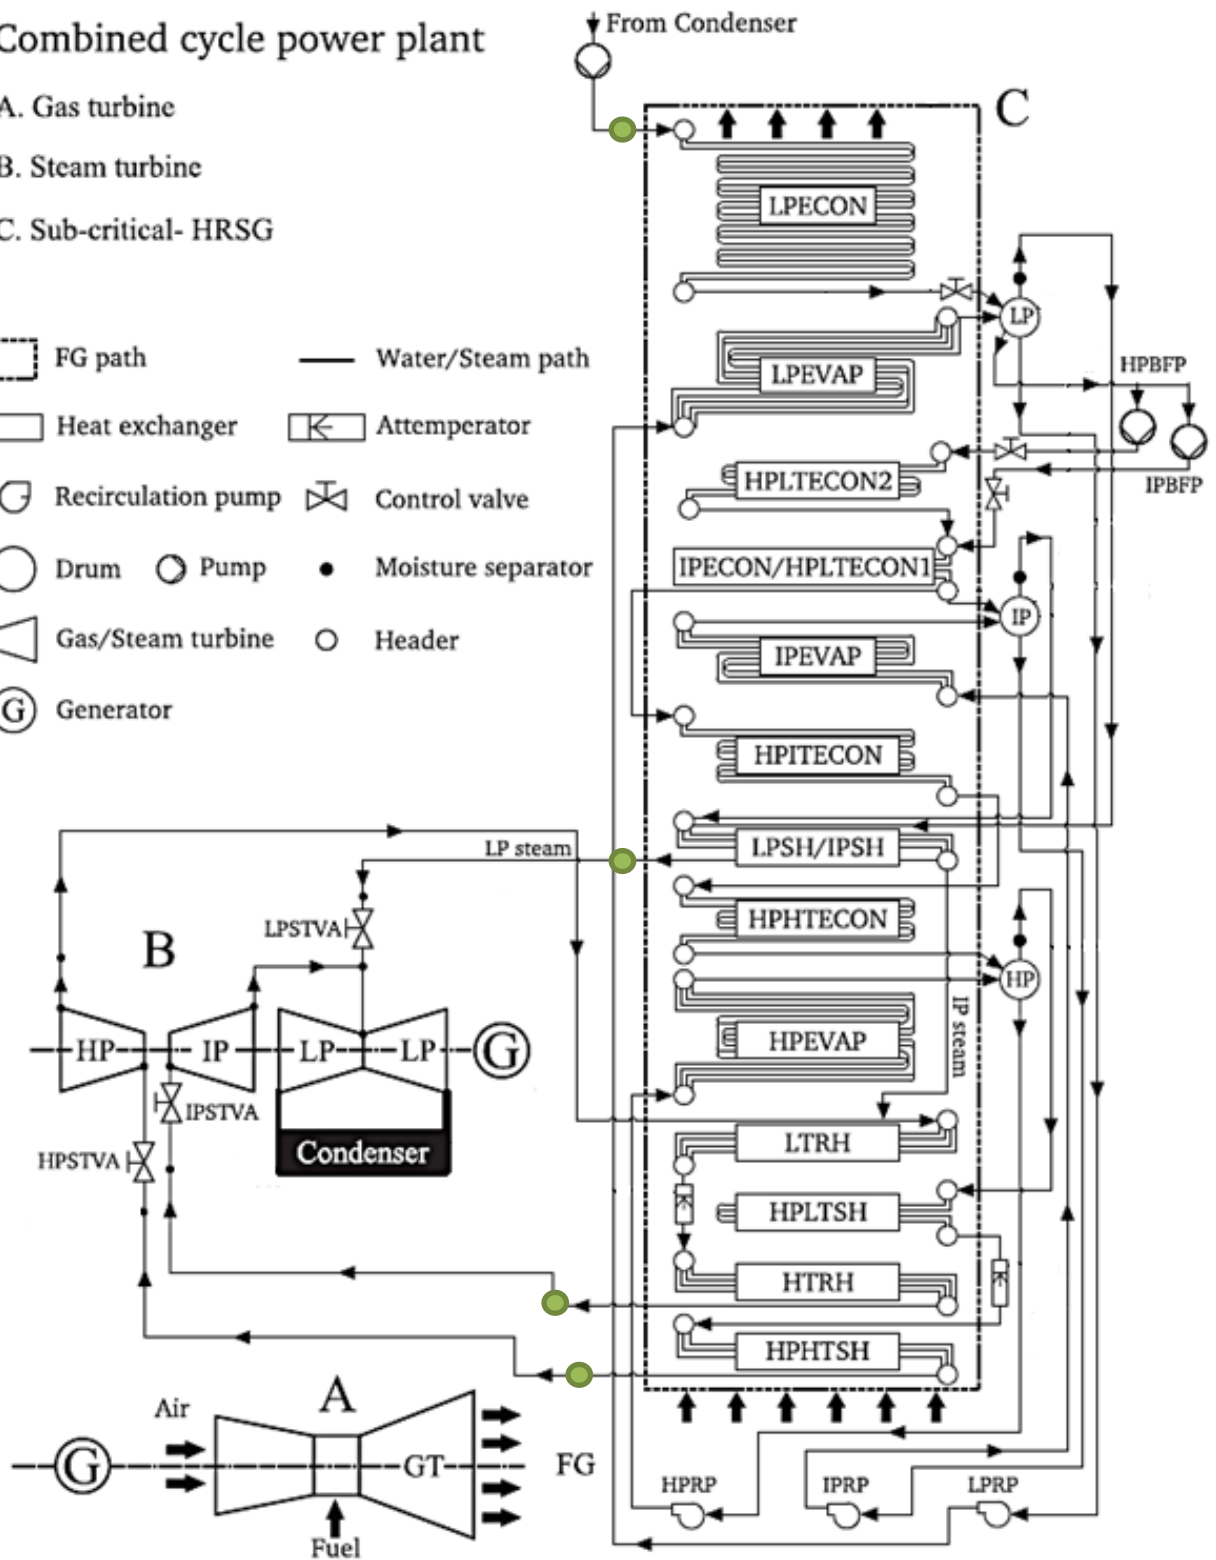 Combined cycle power plant
A. Gas turbine
B. Steam turbine
C. Sub-critical- HRSG
FG path
Water/Steam path
Heat exchanger
Attemperator
Recirculation pump
Control valve
Drum
Pump
Moisture separator
Gas/Steam turbine
Header
G
Generator
From Condenser
C
LPECON
LP
LPEVAP
HPBFP
HPLTECON2
IPBFP
IPECON/HPLTECON1
IP
IPEVAP
HPITECON
LP steam
LPSH/IPSH
LPSTVA
HPHTECON
B
HP
IP steam
HP
IP
LP
LP
G
HPEVAP
IPSTVA
LTRH
HPSTVA
Condenser
HPLTSH
HTRH
HPHTSH
A
Air
G
GT
FG
Fuel
HPRP
IPRP
LPRP